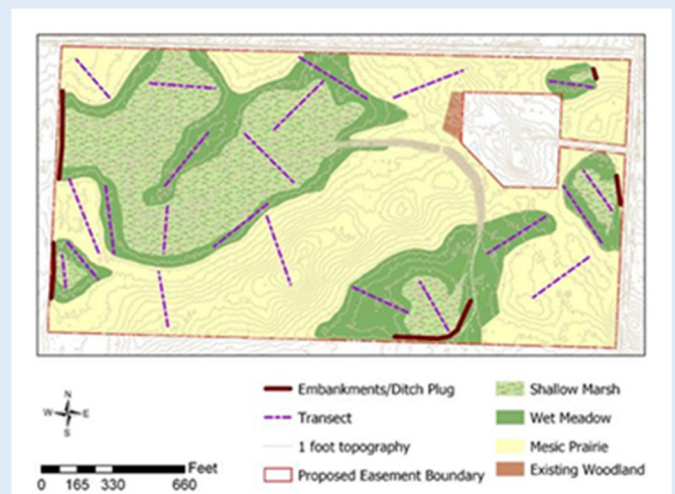 N
W E
S
Feet
0 165 330 660
Embankments/Ditch Plug
Transect
1 foot topography
Proposed Easement Boundary
Shallow Marsh
Wet Meadow
Mesic Prairie
Existing Woodland